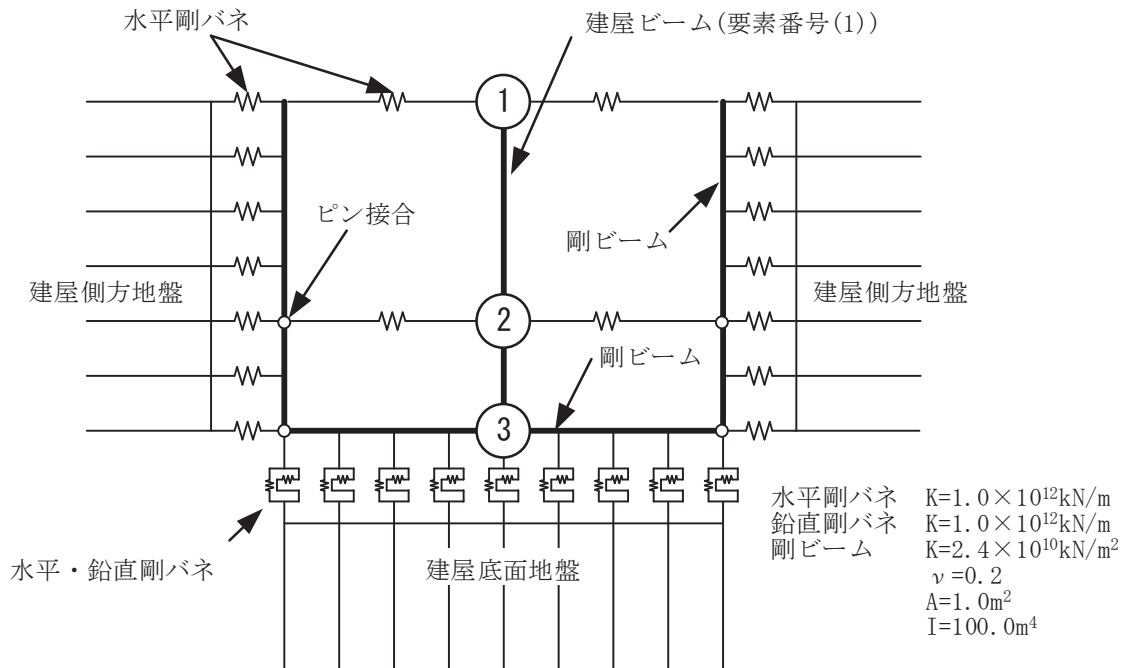 水平剛バネ
建屋ビーム(要素番号(1))
1
ピン接合
剛ビーム
建屋側方地盤
建屋側方地盤
2
剛ビーム
3
水平剛バネ K=1.0×10¹²kN/m
鉛直剛バネ K=1.0×10¹²kN/m
剛ビーム K=2.4×10¹⁰kN/m²
ν=0.2
A=1.0m²
I=100.0m⁴
水平・鉛直剛バネ
建屋底面地盤